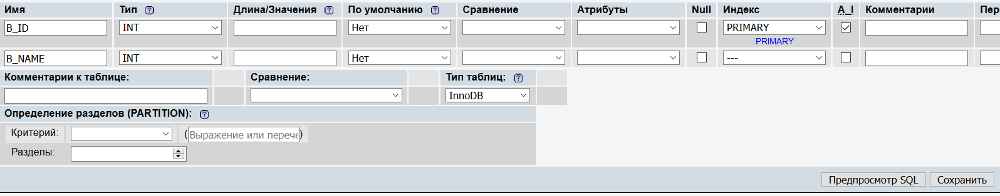 Имя Тип Длина/Значения По умолчанию Сравнение Атрибуты Null Индекс A_I Комментарии Пер
B_ID INT Нет PRIMARY
PRIMARY
B_NAME INT Нет ---
Комментарии к таблице: Сравнение: Тип таблиц:
InnoDB
Определение разделов (PARTITION):
Критерий: (Выражение или перече)
Разделы:
Предпросмотр SQL Сохранить